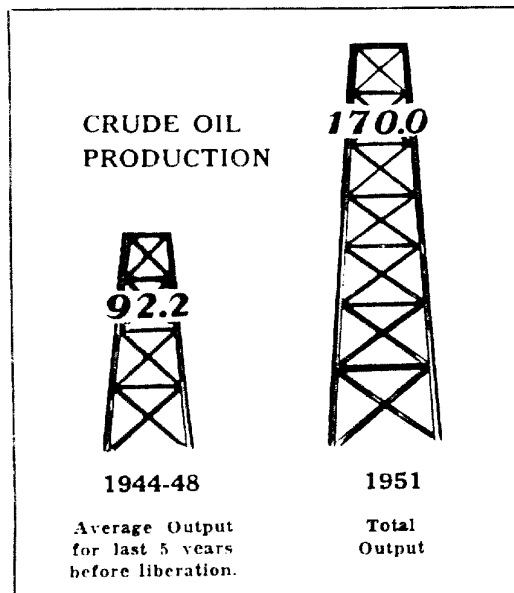 CRUDE OIL
PRODUCTION
170.0
92.2
1944-48
Average Output
for last 5 years
before liberation.
1951
Total
Output